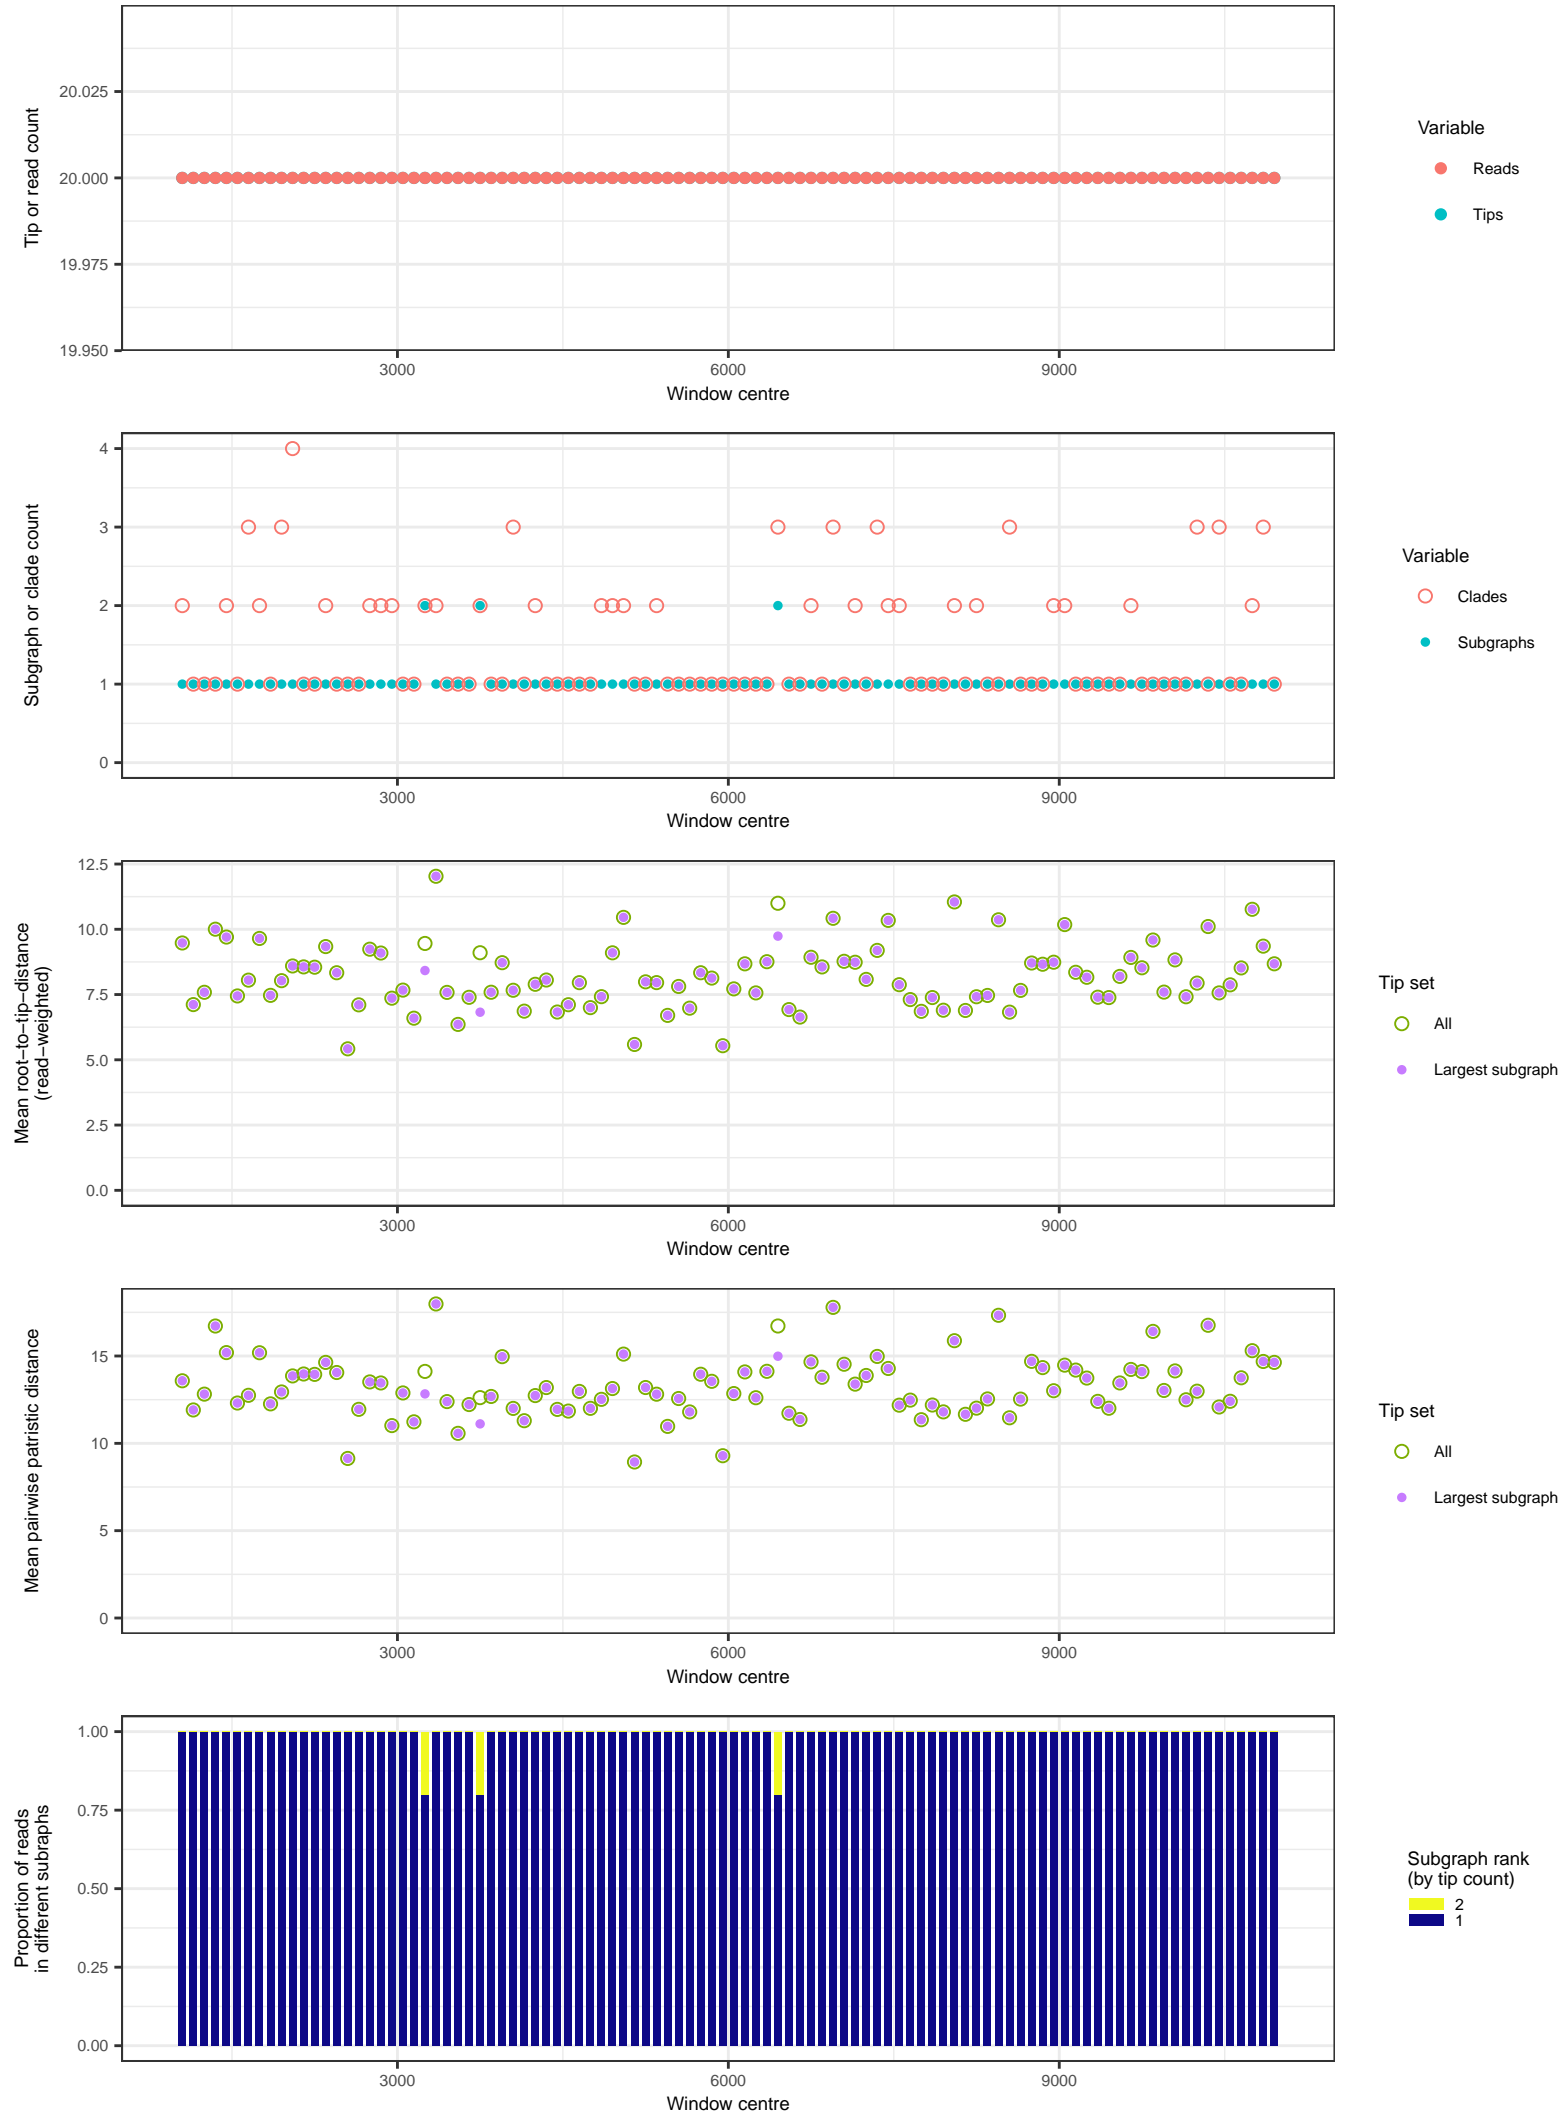 20.025
20.000
19.975
19.950
Tip or read count
3000
6000
9000
Window centre
Variable
Reads
Tips
4
3
2
1
0
Subgraph or clade count
3000
6000
9000
Window centre
Variable
Clades
Subgraphs
12.5
10.0
7.5
5.0
2.5
0.0
Mean root−to−tip−distance
(read−weighted)
3000
6000
9000
Window centre
Tip set
All
Largest subgraph
15
10
5
0
Mean pairwise patristic distance
3000
6000
9000
Window centre
Tip set
All
Largest subgraph
1.00
0.75
0.50
0.25
0.00
Proportion of reads
in different subraphs
3000
6000
9000
Window centre
Subgraph rank
(by tip count)
2
1